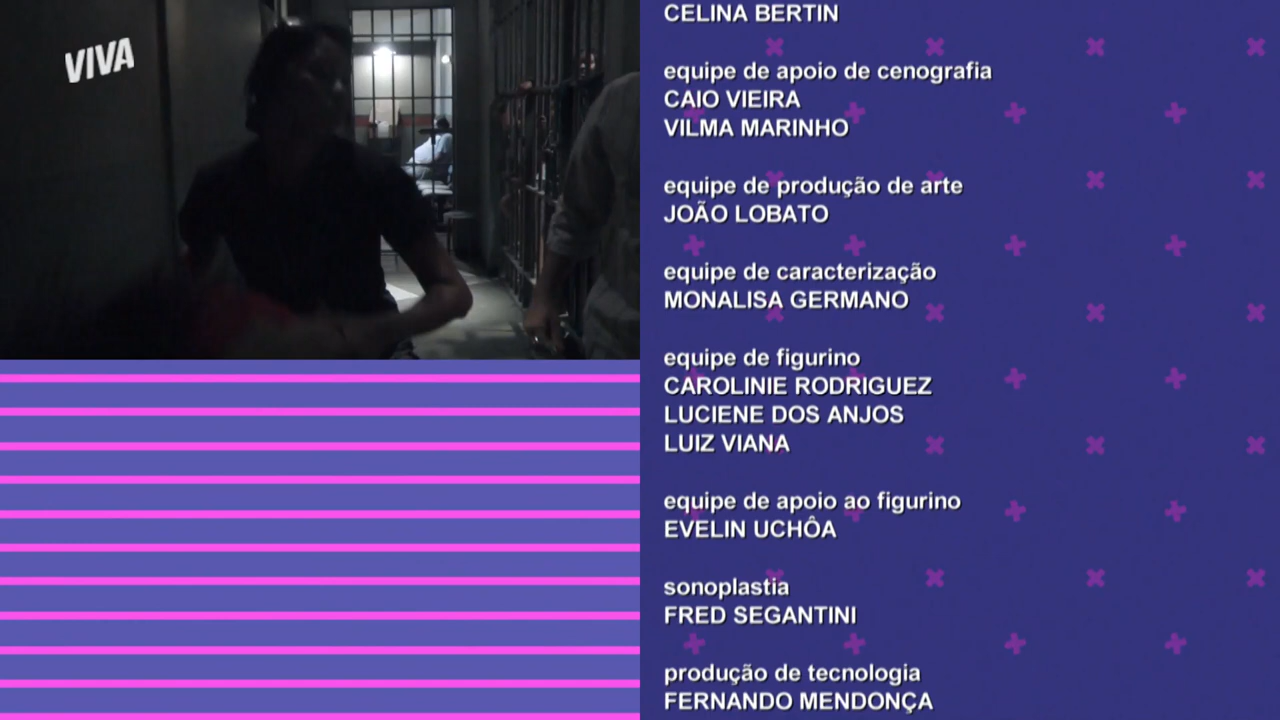 VIVA
CELINA BERTIN
equipe de apoio de cenografia
CAIO VIEIRA
VILMA MARINHO
equipe de produção de arte
JOÃO LOBATO
equipe de caracterização
MONALISA GERMANO
equipe de figurino
CAROLINIE RODRIGUEZ
LUCIENE DOS ANJOS
LUIZ VIANA
equipe de apoio ao figurino
EVELIN UCHÔA
sonoplastia
FRED SEGANTINI
produção de tecnologia
FERNANDO MENDONÇA